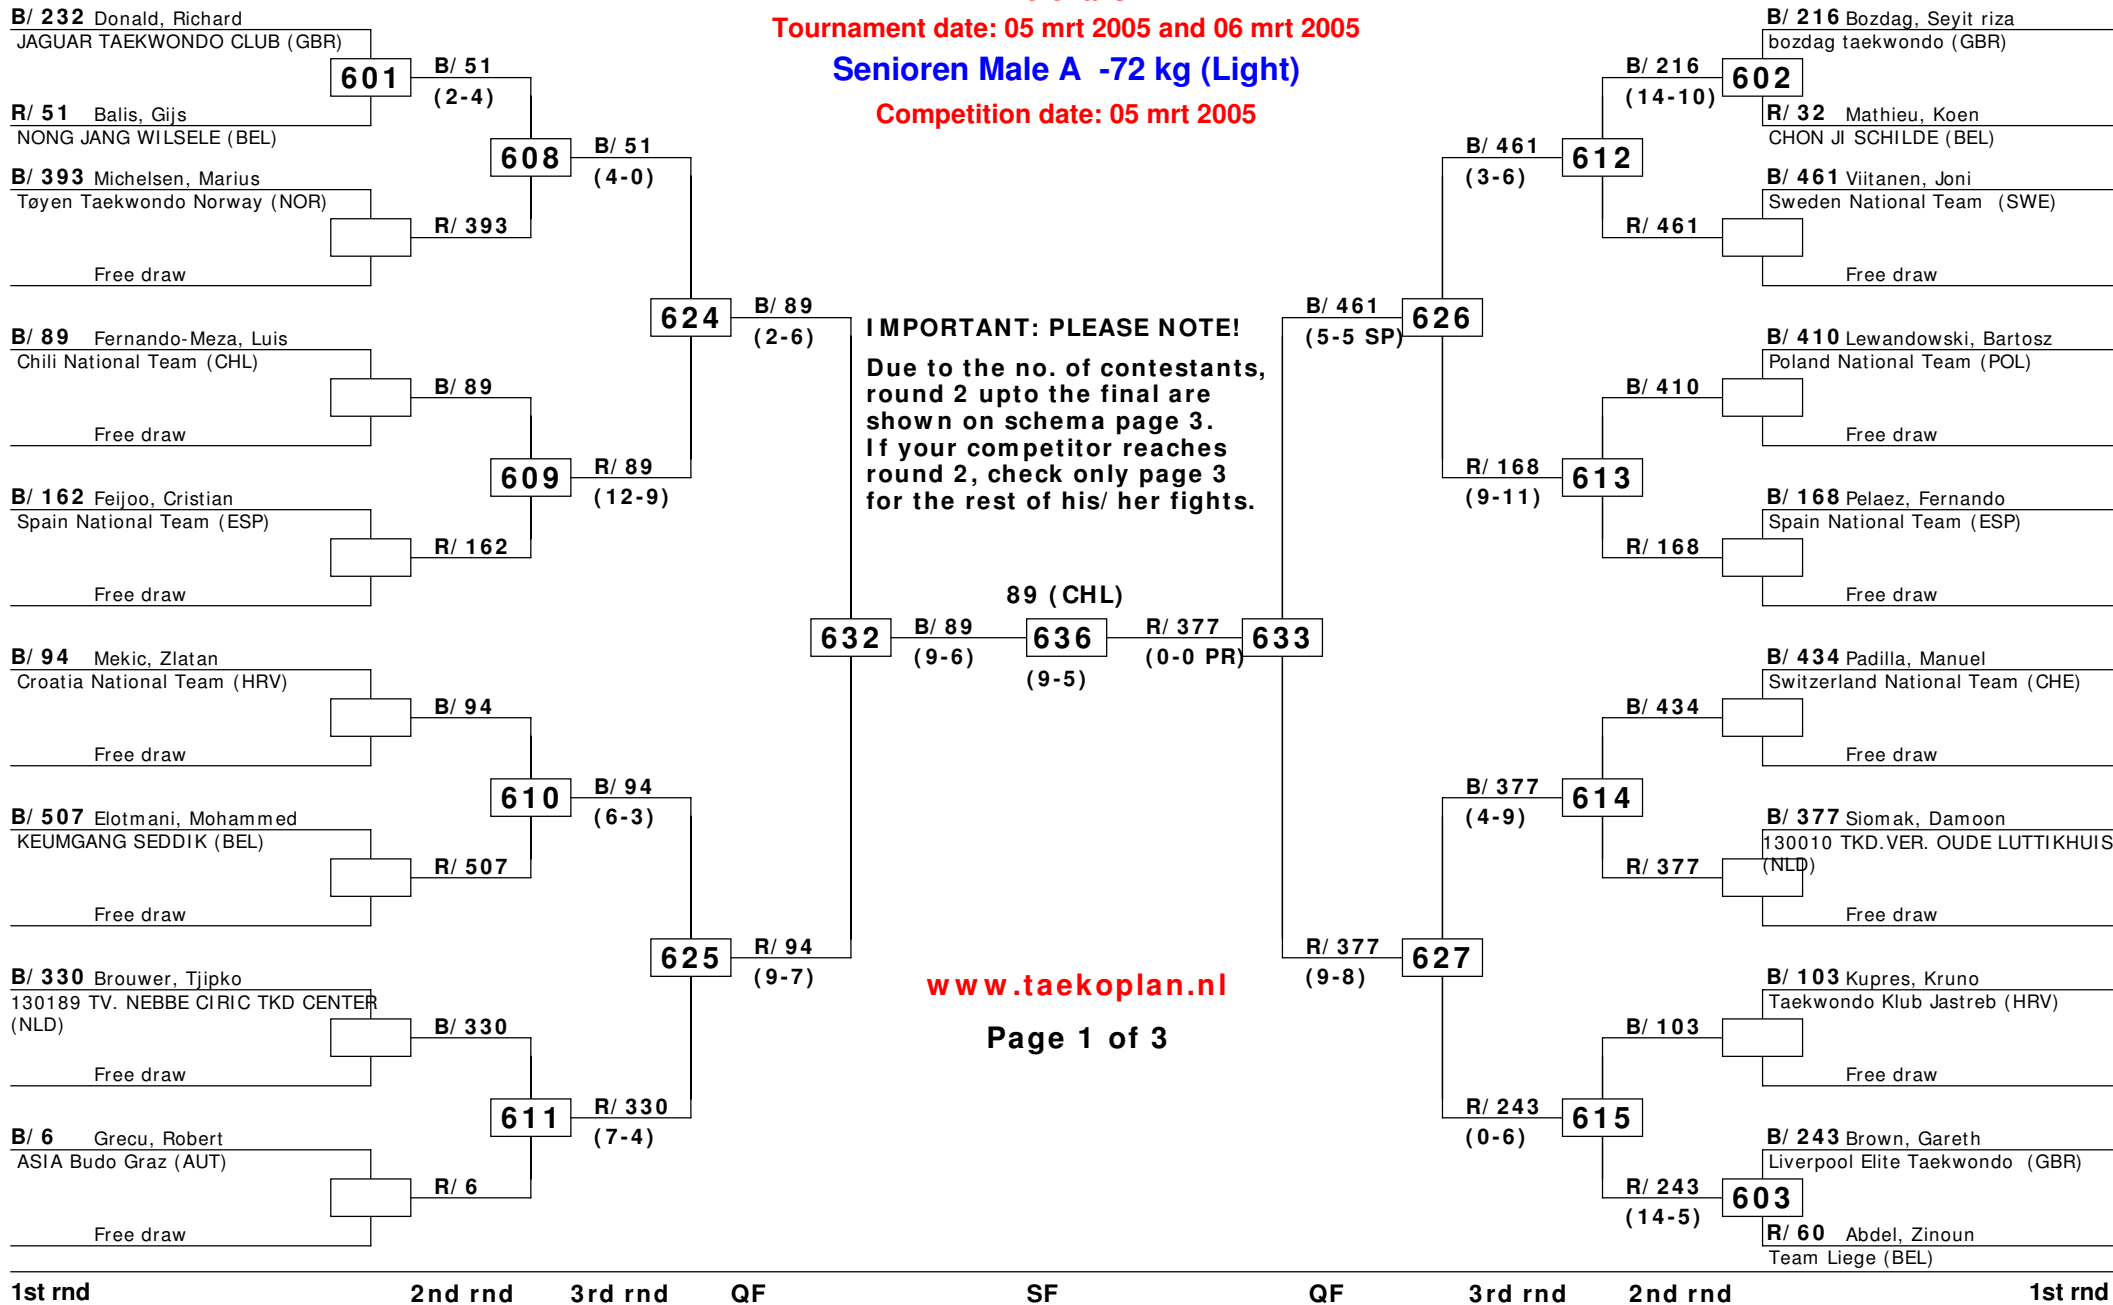 Tournament date: 05 mrt 2005 and 06 mrt 2005
Senioren Male A -72 kg (Light)
Competition date: 05 mrt 2005
B/ 232 Donald, Richard
JAGUAR TAEKWONDO CLUB (GBR)
601
B/ 51
(2-4)
R/ 51 Balis, Gijs
NONG JANG WILSELE (BEL)
608
B/ 51
(4-0)
B/ 393 Michelsen, Marius
Tøyen Taekwondo Norway (NOR)
R/ 393
Free draw
624
B/ 89
(2-6)
B/ 89 Fernando-Meza, Luis
Chili National Team (CHL)
B/ 89
Free draw
609
R/ 89
(12-9)
B/ 162 Feijoo, Cristian
Spain National Team (ESP)
R/ 162
Free draw
632
B/ 89
(9-6)
B/ 94 Mekic, Zlatan
Croatia National Team (HRV)
B/ 94
Free draw
610
B/ 94
(6-3)
B/ 507 Elotmani, Mohammed
KEUMGANG SEDDIK (BEL)
R/ 507
Free draw
625
R/ 94
(9-7)
B/ 330 Brouwer, Tjipko
130189 TV. NEBBE CIRIC TKD CENTER
(NLD)
B/ 330
Free draw
611
R/ 330
(7-4)
B/ 6 Grecu, Robert
ASIA Budo Graz (AUT)
R/ 6
Free draw
IMPORTANT: PLEASE NOTE!
Due to the no. of contestants,
round 2 upto the final are
shown on schema page 3.
If your competitor reaches
round 2, check only page 3
for the rest of his/ her fights.
89 (CHL)
636
(9-5)
www.taekoplan.nl
Page 1 of 3
B/ 216 Bozdag, Seyit riza
bozdag taekwondo (GBR)
B/ 216
(14-10)
602
R/ 32 Mathieu, Koen
CHON JI SCHILDE (BEL)
B/ 461
(3-6)
612
B/ 461 Viitanen, Joni
Sweden National Team (SWE)
R/ 461
Free draw
B/ 461
(5-5 SP)
626
B/ 410 Lewandowski, Bartosz
Poland National Team (POL)
B/ 410
Free draw
R/ 168
(9-11)
613
B/ 168 Pelaez, Fernando
Spain National Team (ESP)
R/ 168
Free draw
R/ 377
(0-0 PR)
633
B/ 434 Padilla, Manuel
Switzerland National Team (CHE)
B/ 434
Free draw
B/ 377
(4-9)
614
B/ 377 Siomak, Damoon
130010 TKD.VER. OUDE LUTTIKHUIS
(NLD)
R/ 377
Free draw
R/ 377
(9-8)
627
B/ 103 Kupres, Kruno
Taekwondo Klub Jastreb (HRV)
B/ 103
Free draw
R/ 243
(0-6)
615
B/ 243 Brown, Gareth
Liverpool Elite Taekwondo (GBR)
R/ 243
(14-5)
603
R/ 60 Abdel, Zinoun
Team Liege (BEL)
1st rnd 2nd rnd 3rd rnd QF SF QF 3rd rnd 2nd rnd 1st rnd